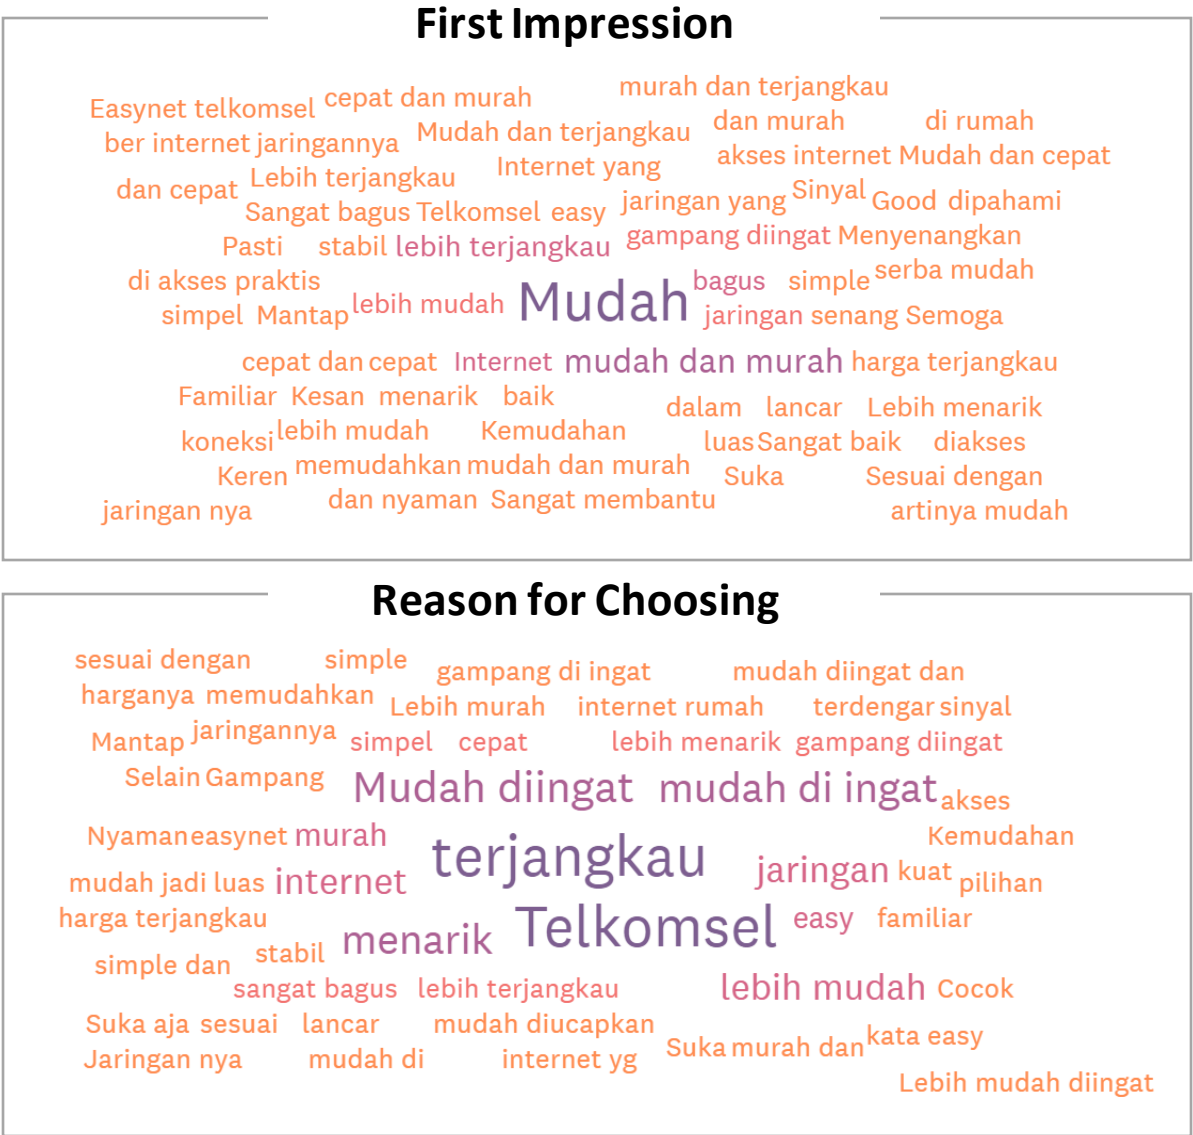 First Impression
Easynet telkomsel cepat dan murah murah dan terjangkau
ber internet jaringannya Mudah dan terjangkau dan murah di rumah
Internet yang akses internet Mudah dan cepat
dan cepat Lebih terjangkau jaringan yang Sinyal Good dipahami
Sangat bagus Telkomsel easy
Pasti stabil lebih terjangkau gampang diingat Menyenangkan
di akses praktis bagus simple serba mudah
simpel Mantap lebih mudah Mudah jaringan senang Semoga
cepat dan cepat Internet mudah dan murah harga terjangkau
Familiar Kesan menarik baik dalam lancar Lebih menarik
koneksi lebih mudah Kemudahan luas Sangat baik diakses
Keren memudahkan mudah dan murah Suka Sesuai dengan
jaringan nya dan nyaman Sangat membantu artinya mudah
Reason for Choosing
sesuai dengan simple gampang di ingat mudah diingat dan
harganya memudahkan Lebih murah internet rumah terdengar sinyal
Mantap jaringannya simpel cepat lebih menarik gampang diingat
Selain Gampang Mudah diingat mudah di ingat akses
Nyaman easynet murah terjangkau Kemudahan
mudah jadi luas internet jaringan kuat pilihan
harga terjangkau menarik Telkomsel easy familiar
simple dan stabil
sangat bagus lebih terjangkau lebih mudah Cocok
Suka aja sesuai lancar mudah diucapkan Suka murah dan kata easy
Jaringan nya mudah di internet yg
Lebih mudah diingat